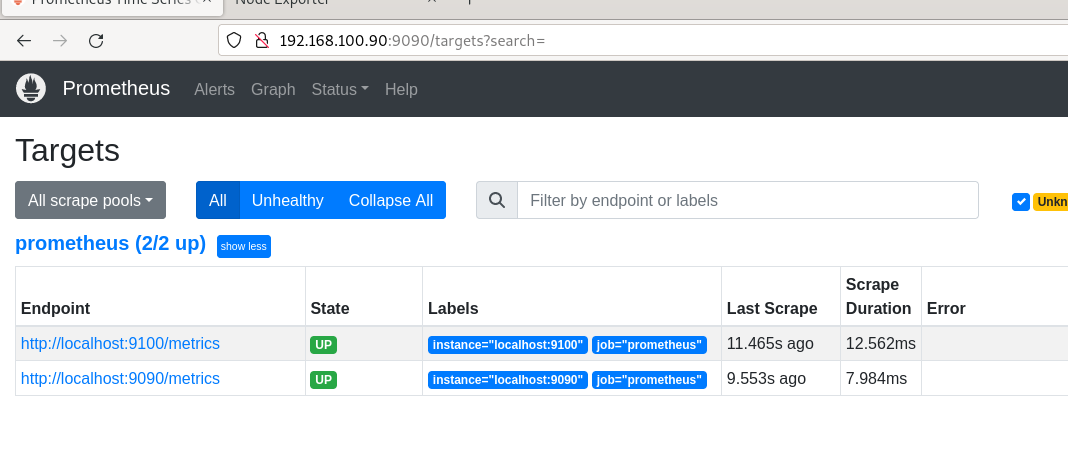 Prometheus Time Series
Node Exporter
192.168.100.90:9090/targets?search=
Prometheus Alerts Graph Status Help
Targets
All scrape pools All Unhealthy Collapse All Filter by endpoint or labels
prometheus (2/2 up) show less
Endpoint State Labels Last Scrape Scrape Duration Error
http://localhost:9100/metrics UP instance="localhost:9100" job="prometheus" 11.465s ago 12.562ms
http://localhost:9090/metrics UP instance="localhost:9090" job="prometheus" 9.553s ago 7.984ms